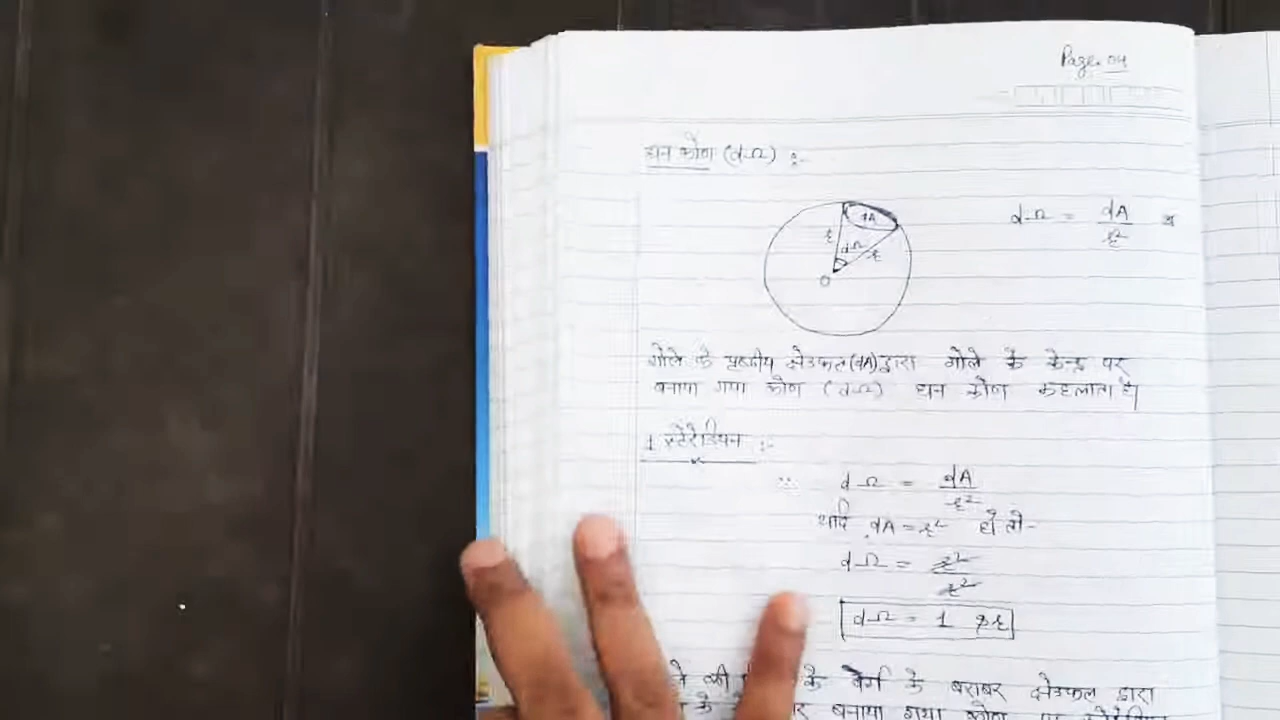 Page. 04
घन कोण (dΩ) :-
dA
r
dΩ
r
O
dΩ = dA / r²
गोले के पृष्ठीय क्षेत्रफल (dA) द्वारा गोले के केन्द्र पर
बनाया गया कोण (dΩ) घन कोण कहलाता है।
1 स्टेरेडियन :-
∵ dΩ = dA / r²
यदि dA = r² हो तो-
dΩ = r² / r²
dΩ = 1 sr
के वर्ग के बराबर क्षेत्रफल द्वारा
बनाया गया कोण